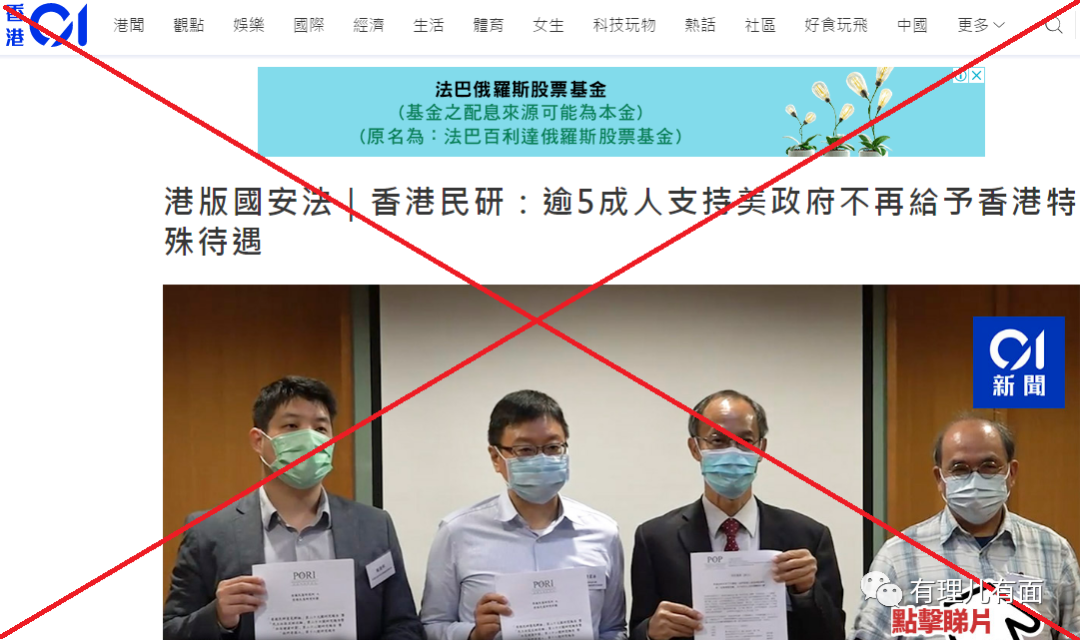 香港01
港聞 觀點 娛樂 國際 經濟 生活 體育 女生 科技玩物 熱話 社區 好食玩飛 中國 更多
法巴俄羅斯股票基金
(基金之配息來源可能為本金)
(原名為：法巴百利達俄羅斯股票基金)
港版國安法｜香港民研：逾5成人支持美政府不再給予香港特
殊待遇
01
新聞
PORI
PORI
POP
有理儿有面
點擊睇片